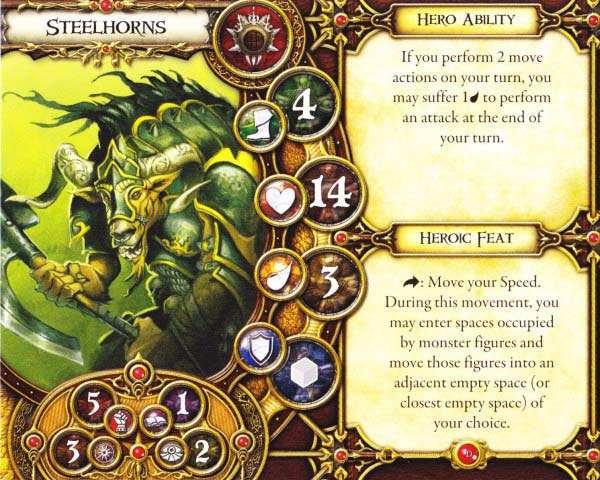 STEELHORNS
4
14
3
5
1
3
2
HERO ABILITY
If you perform 2 move
actions on your turn, you
may suffer 1 to perform
an attack at the end of
your turn.
HEROIC FEAT
: Move your Speed.
During this movement, you
may enter spaces occupied
by monster figures and
move those figures into an
adjacent empty space (or
closest empty space) of
your choice.
D